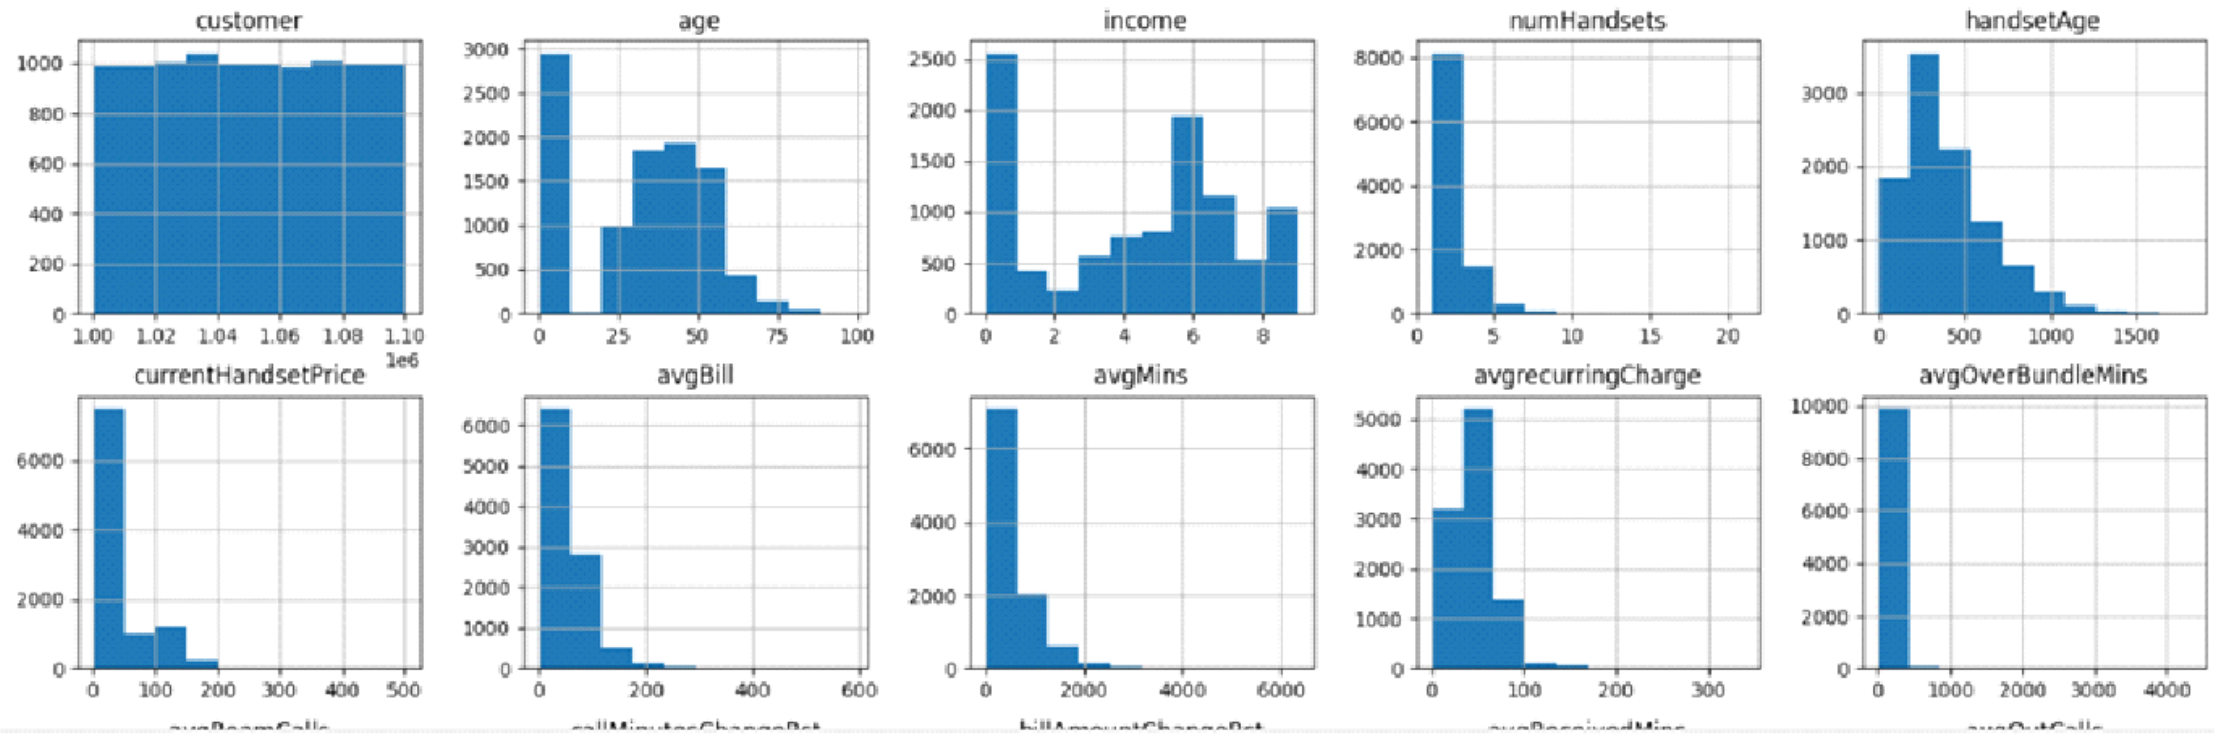 customer age income numHandsets handsetAge
1000 3000 2500 8000 3000
800 2500 2000 6000 2000
600 2000 1500 4000 1000
400 1500 1000 2000 0
200 1000 500 0
0 500 0
0
1.00 1.02 1.04 1.06 1.08 1.10 0 25 50 75 100 0 2 4 6 8 0 5 10 15 20 0 500 1000 1500
1e6
currentHandsetPrice avgBill avgMins avgrecurringCharge avgOverBundleMins
6000 6000 6000 5000 10000
4000 5000 4000 4000 8000
2000 4000 2000 3000 6000
0 3000 0 2000 4000
2000 1000 2000
1000 0 0
0
0 100 200 300 400 500 0 200 400 600 0 2000 4000 6000 0 100 200 300 0 1000 2000 3000 4000